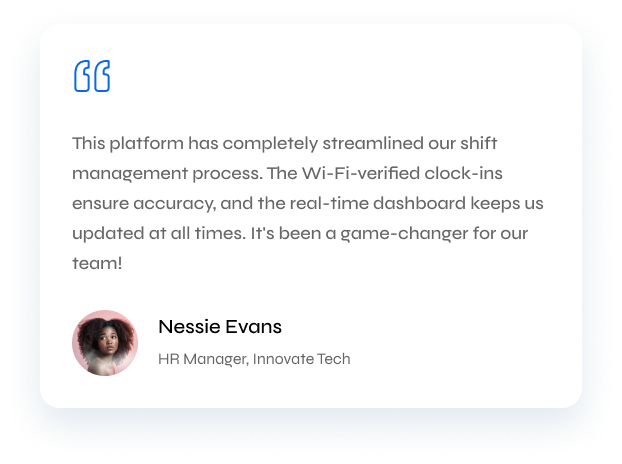 This platform has completely streamlined our shift
management process. The Wi-Fi-verified clock-ins
ensure accuracy, and the real-time dashboard keeps us
updated at all times. It's been a game-changer for our
team!
Nessie Evans
HR Manager, Innovate Tech